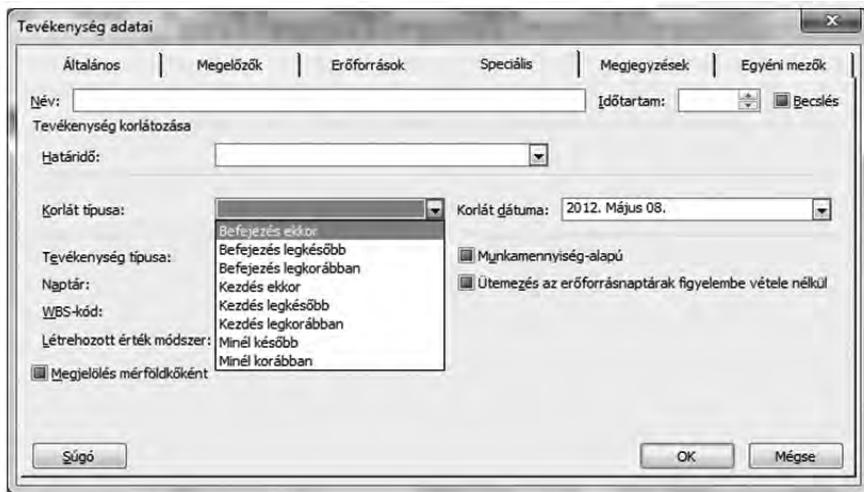 Tevékenység adatai
Általános Megelőzők Erőforrások Speciális Megjegyzések Egyéni mezők
Név: Időtartam: Becslés
Tevékenység korlátozása
Határidő:
Korlát típusa: Korlát dátuma: 2012. Május 08.
Befejezés ekkor
Befejezés legkésőbb
Befejezés legkorábban
Kezdés ekkor
Kezdés legkésőbb
Kezdés legkorábban
Minél később
Minél korábban
Tevékenység típusa: Munkamennyiség-alapú
Naptár: Ütemezés az erőforrásnaptárak figyelembe vétele nélkül
WBS-kód:
Létrehozott érték módszer:
Megjelölés mérföldkőként
Súgó OK Mégse